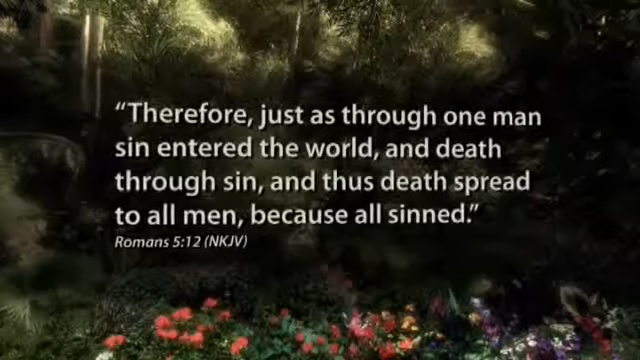 “Therefore, just as through one man
sin entered the world, and death
through sin, and thus death spread
to all men, because all sinned.”
Romans 5:12 (NKJV)